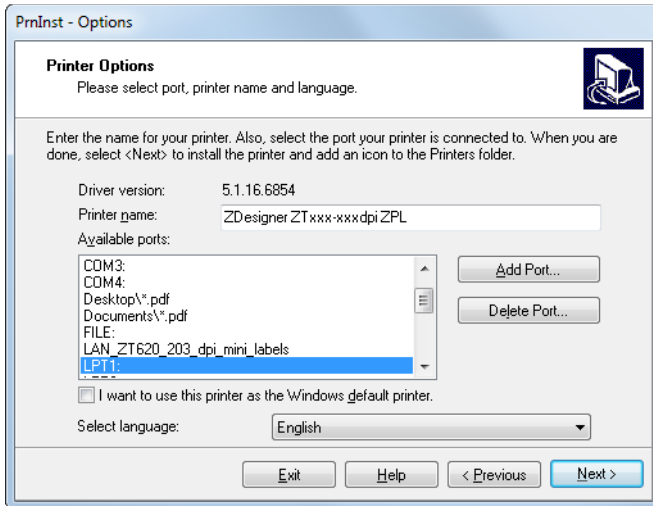 PrnInst - Options
Printer Options
Please select port, printer name and language.
Enter the name for your printer. Also, select the port your printer is connected to. When you are
done, select <Next> to install the printer and add an icon to the Printers folder.
Driver version: 5.1.16.6854
Printer name: ZDesigner ZTxxx-xxxdpi ZPL
Available ports:
COM3:
COM4:
Desktop\*.pdf
Documents\*.pdf
FILE:
LAN_ZT620_203_dpi_mini_labels
LPT1:
Add Port...
Delete Port...
I want to use this printer as the Windows default printer.
Select language: English
Exit Help < Previous Next >